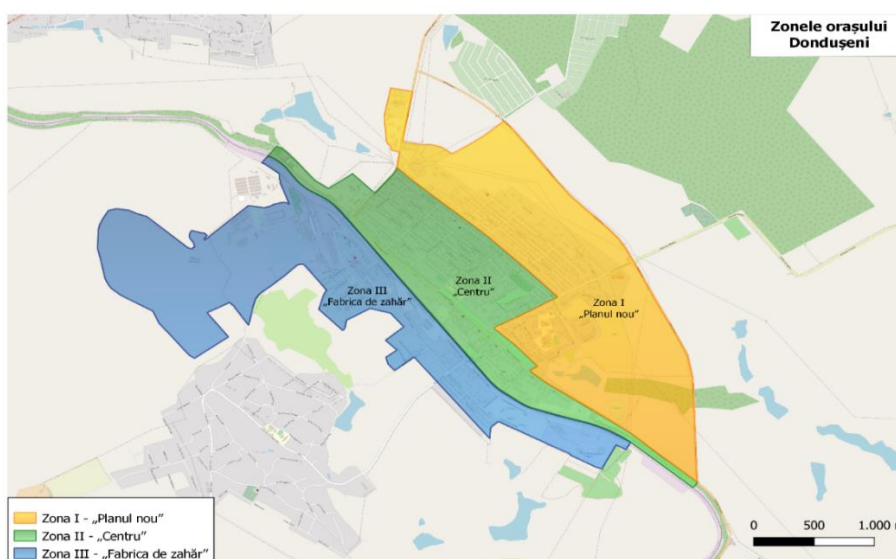 Zonele orașului
Dondușeni
Zona II
„Centru”
Zona III
„Fabrica de zahăr”
Zona I
„Planul nou”
Zona I - „Planul nou”
Zona II - „Centru”
Zona III - „Fabrica de zahăr”
0 500 1.000